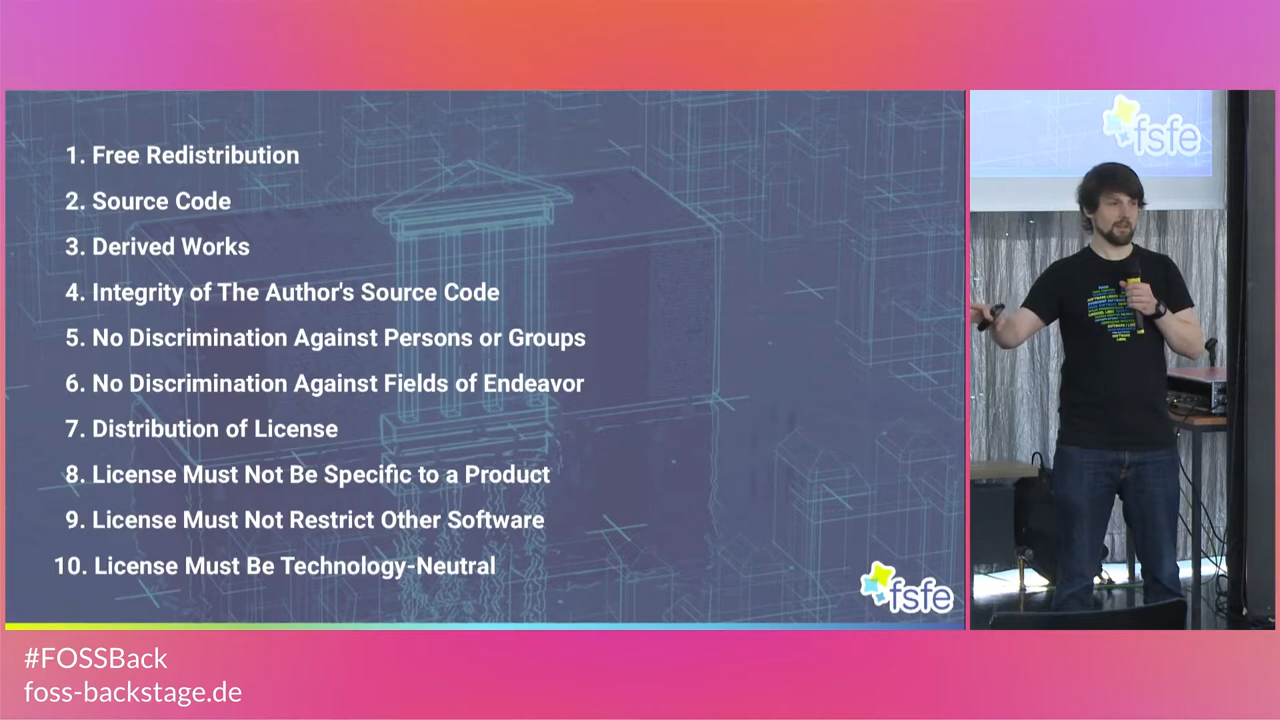 1. Free Redistribution
2. Source Code
3. Derived Works
4. Integrity of The Author's Source Code
5. No Discrimination Against Persons or Groups
6. No Discrimination Against Fields of Endeavor
7. Distribution of License
8. License Must Not Be Specific to a Product
9. License Must Not Restrict Other Software
10. License Must Be Technology-Neutral
fsfe
fsfe
#FOSSBack
foss-backstage.de